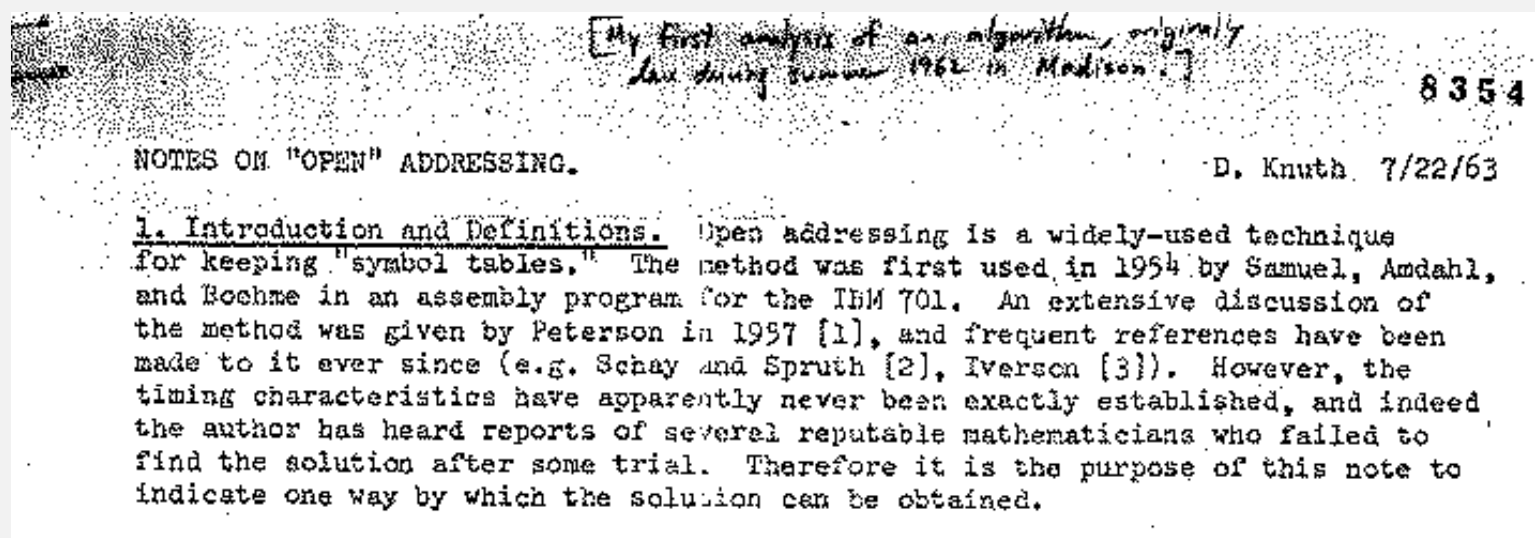 [My first analysis of an algorithm, originally
done during summer 1962 in Madison.]
8354
NOTES ON "OPEN" ADDRESSING.
D. Knuth 7/22/63
1. Introduction and Definitions. Open addressing is a widely-used technique
for keeping "symbol tables." The method was first used in 1954 by Samuel, Amdahl,
and Boehme in an assembly program for the IBM 701. An extensive discussion of
the method was given by Peterson in 1957 [1], and frequent references have been
made to it ever since (e.g. Schay and Spruth [2], Iverson [3]). However, the
timing characteristics have apparently never been exactly established, and indeed
the author has heard reports of several reputable mathematicians who failed to
find the solution after some trial. Therefore it is the purpose of this note to
indicate one way by which the solution can be obtained.